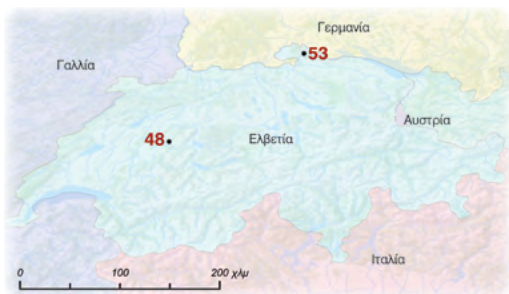 Γερμανία
53
Γαλλία
Αυστρία
48
Ελβετία
Ιταλία
0 100 200 χλμ